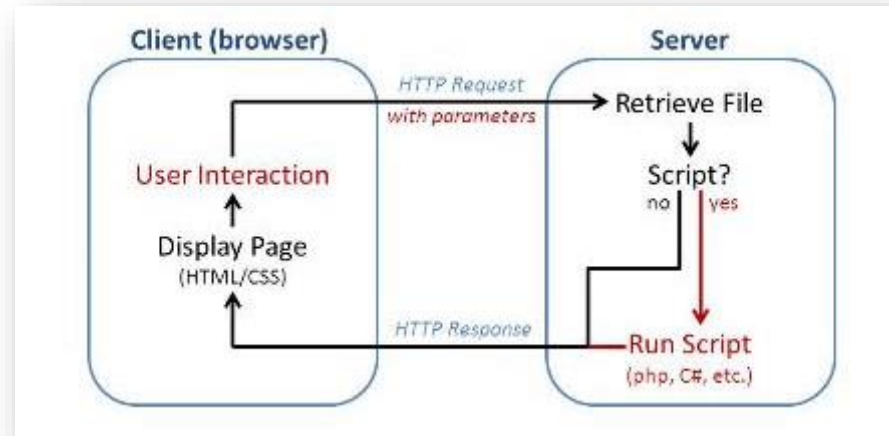 Client (browser)
Server
HTTP Request
with parameters
Retrieve File
User Interaction
Script?
no
yes
Display Page
(HTML/CSS)
HTTP Response
Run Script
(php, C#, etc.)